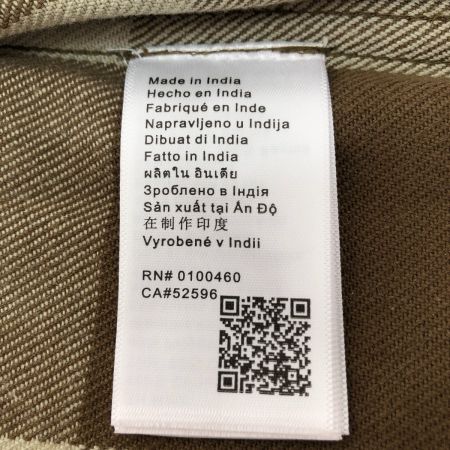 Made in India
Hecho en India
Fabriqué en Inde
Napravljeno u Indija
Dibuat di India
Fatto in India
ผลิตใน อินเดีย
Зроблено в Індія
Sản xuất tại Ấn Độ
在制作印度
Vyrobené v Indii
RN# 0100460
CA#52596